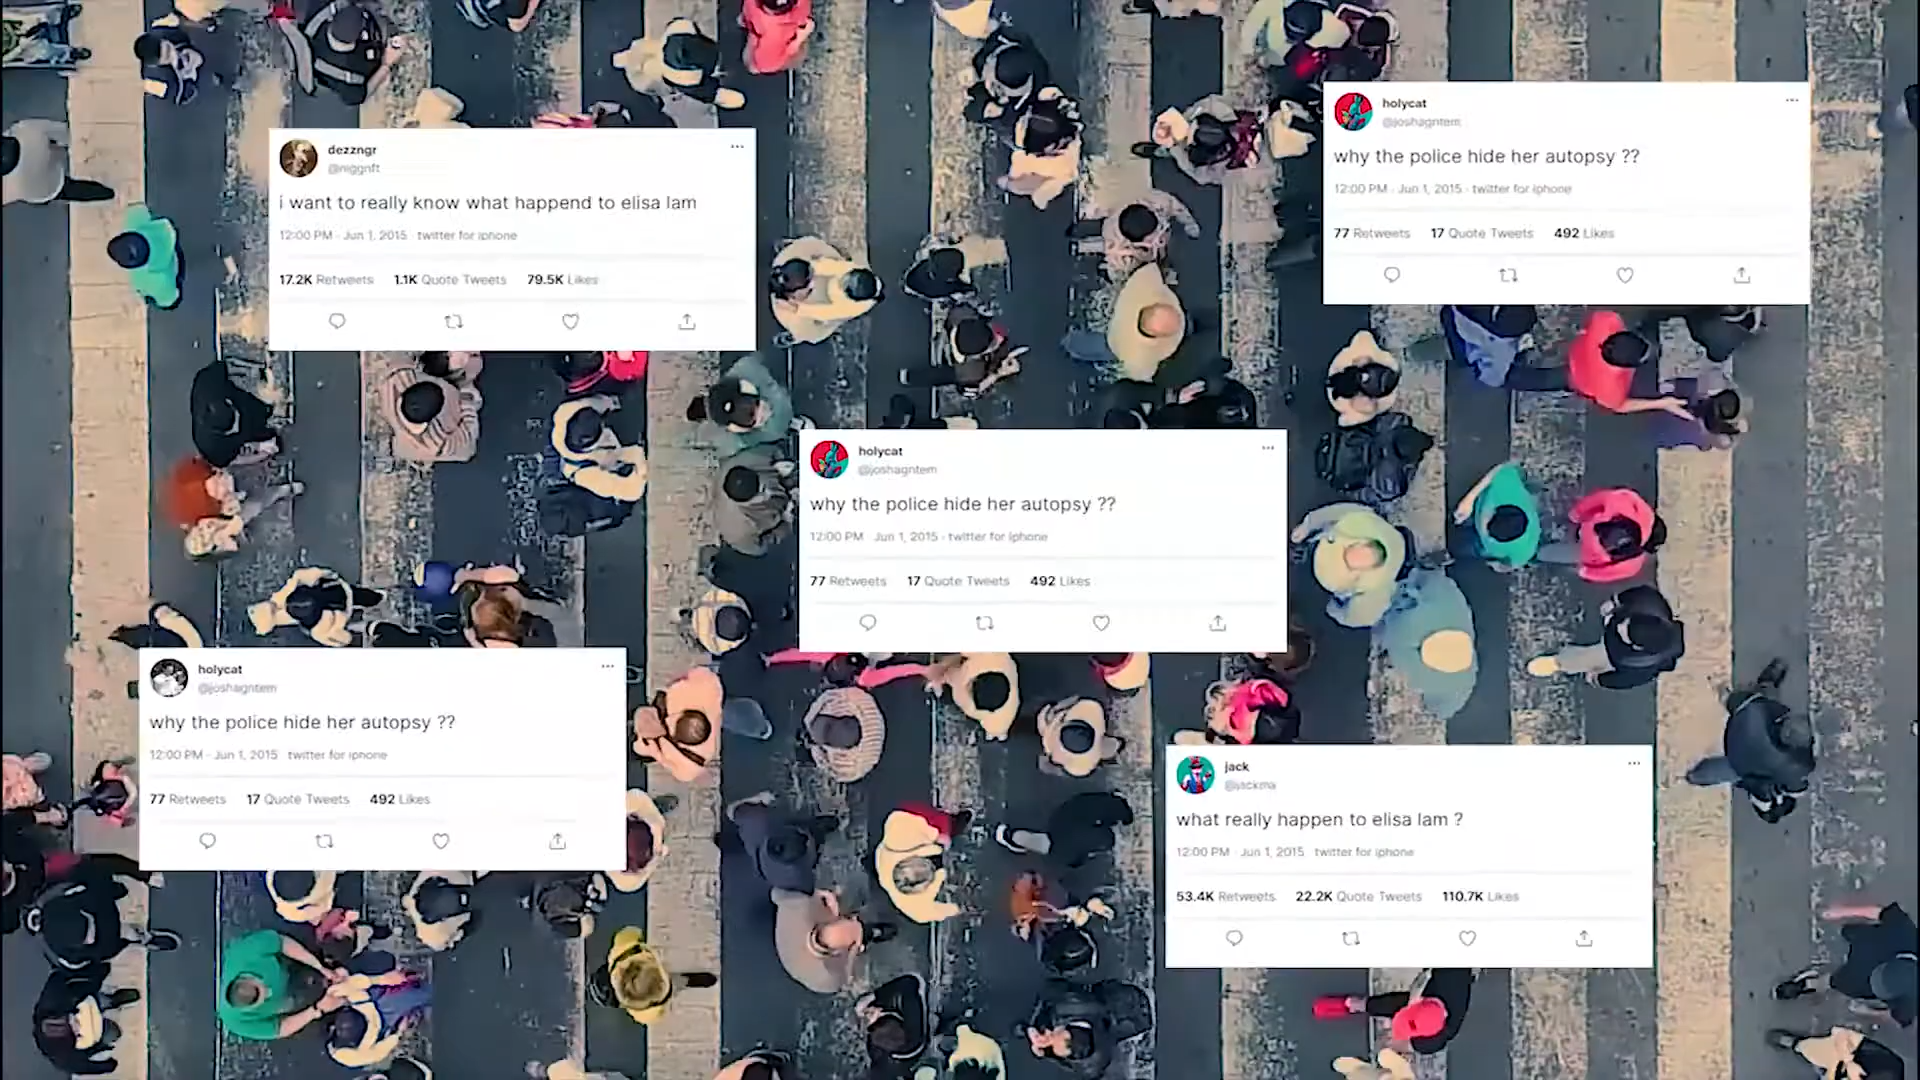 dezzngr
@niggnft
i want to really know what happend to elisa lam
12:00 PM · Jun 1, 2015 · twitter for iphone
17.2K Retweets 1.1K Quote Tweets 79.5K Likes
holycat
@joshagntem
why the police hide her autopsy ??
12:00 PM · Jun 1, 2015 · twitter for iphone
77 Retweets 17 Quote Tweets 492 Likes
holycat
@joshagntem
why the police hide her autopsy ??
12:00 PM · Jun 1, 2015 · twitter for iphone
77 Retweets 17 Quote Tweets 492 Likes
holycat
@joshagntem
why the police hide her autopsy ??
12:00 PM · Jun 1, 2015 · twitter for iphone
77 Retweets 17 Quote Tweets 492 Likes
jack
@jackma
what really happen to elisa lam ?
12:00 PM · Jun 1, 2015 · twitter for iphone
53.4K Retweets 22.2K Quote Tweets 110.7K Likes